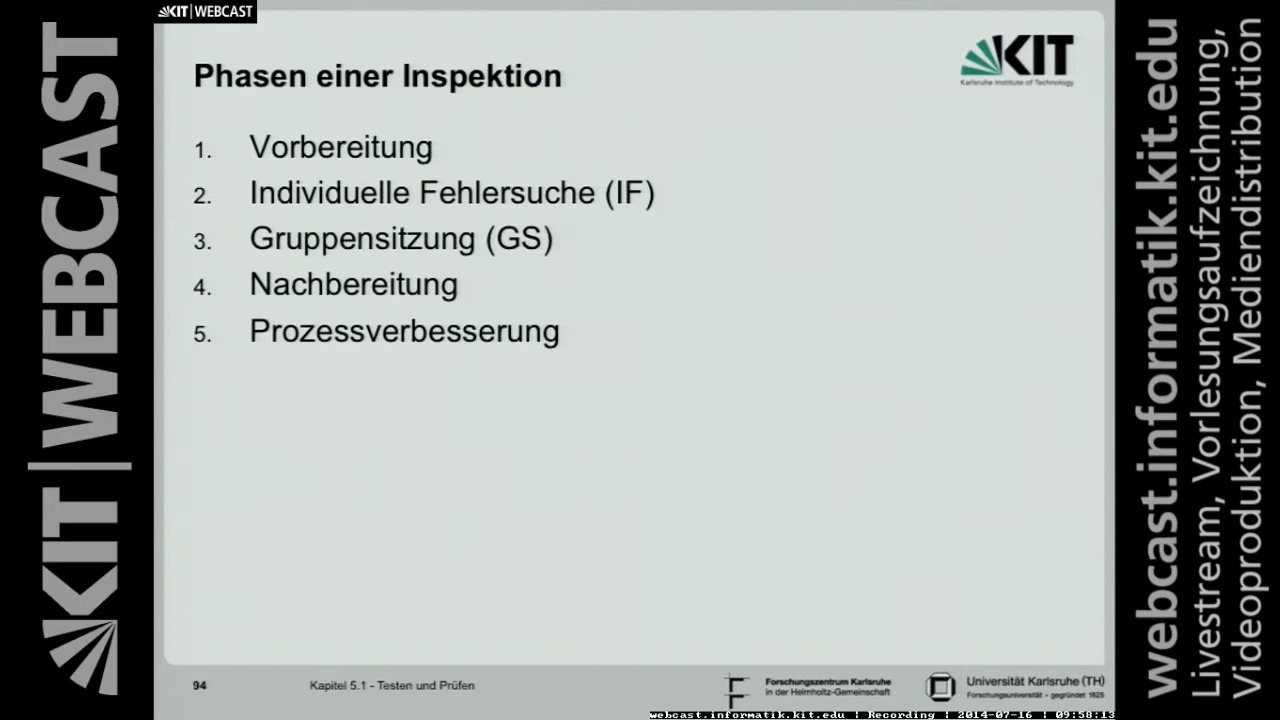 KIT | WEBCAST
KIT
Karlsruhe Institute of Technology
Phasen einer Inspektion
1. Vorbereitung
2. Individuelle Fehlersuche (IF)
3. Gruppensitzung (GS)
4. Nachbereitung
5. Prozessverbesserung
94
Kapitel 5.1 - Testen und Prüfen
Forschungszentrum Karlsruhe
in der Helmholtz-Gemeinschaft
Universität Karlsruhe (TH)
Forschungsuniversität - gegründet 1825
webcast.informatik.kit.edu | Recording | 2014-07-16 | 09:58:13
KIT | WEBCAST
webcast.informatik.kit.edu
Livestream, Vorlesungsaufzeichnung,
Videoproduktion, Mediendistribution